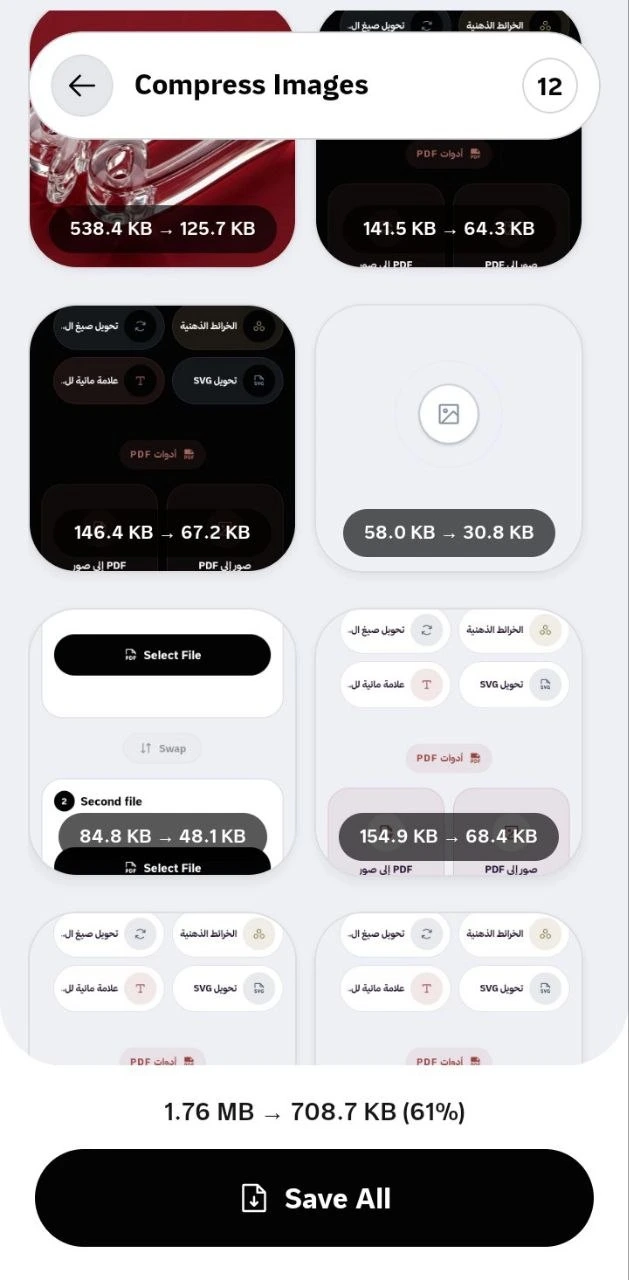 تحويل صيغ ال..
الخرائط الذهنية
Compress Images
12
أدوات PDF
538.4 KB → 125.7 KB
141.5 KB → 64.3 KB
PDF إلى صور
صور إلى PDF
تحويل صيغ ال..
الخرائط الذهنية
علامة مائية لل..
تحويل SVG
أدوات PDF
146.4 KB → 67.2 KB
58.0 KB → 30.8 KB
PDF إلى صور
صور إلى PDF
Select File
Swap
2 Second file
84.8 KB → 48.1 KB
Select File
تحويل صيغ ال..
الخرائط الذهنية
علامة مائية لل..
تحويل SVG
أدوات PDF
154.9 KB → 68.4 KB
PDF إلى صور
صور إلى PDF
تحويل صيغ ال..
الخرائط الذهنية
علامة مائية لل..
تحويل SVG
أدوات PDF
تحويل صيغ ال..
الخرائط الذهنية
علامة مائية لل..
تحويل SVG
أدوات PDF
1.76 MB → 708.7 KB (61%)
Save All